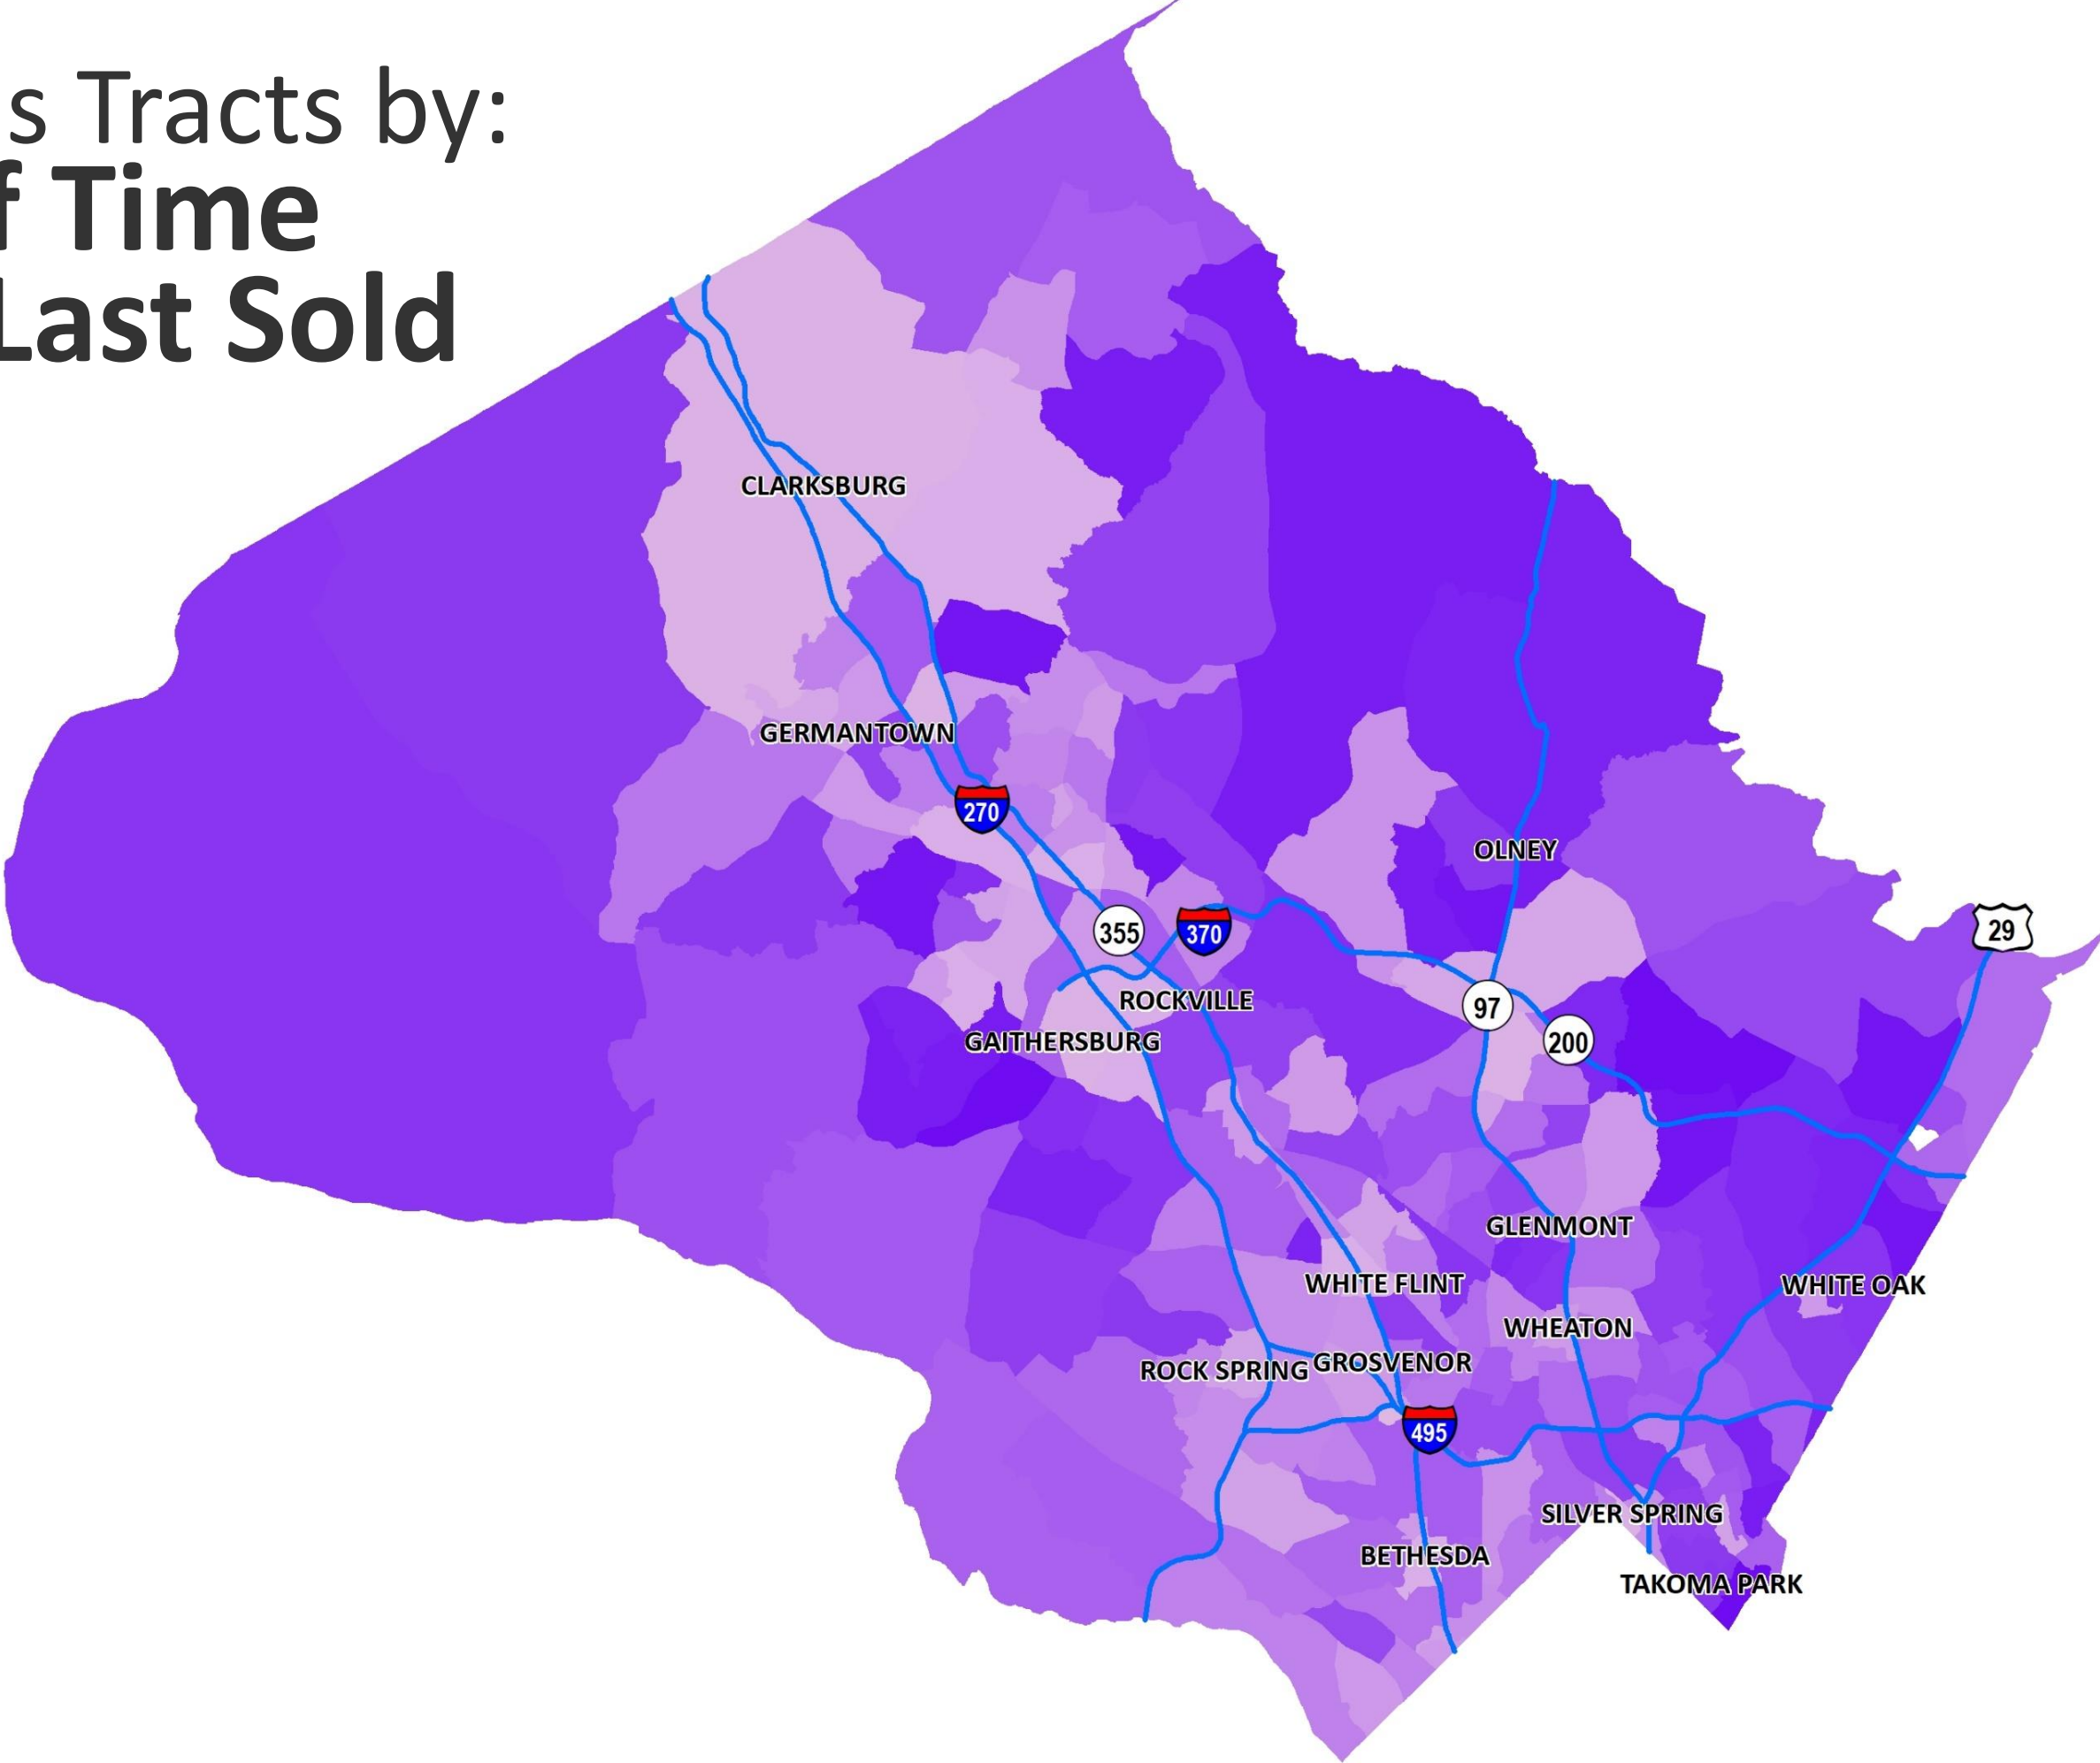 s Tracts by:
f Time
Last Sold
CLARKSBURG
GERMANTOWN
270
OLNEY
355
370
29
ROCKVILLE
97
GAITHERSBURG
200
GLENMONT
WHITE FLINT
WHITE OAK
WHEATON
ROCK SPRING
GROSVENOR
495
SILVER SPRING
BETHESDA
TAKOMA PARK